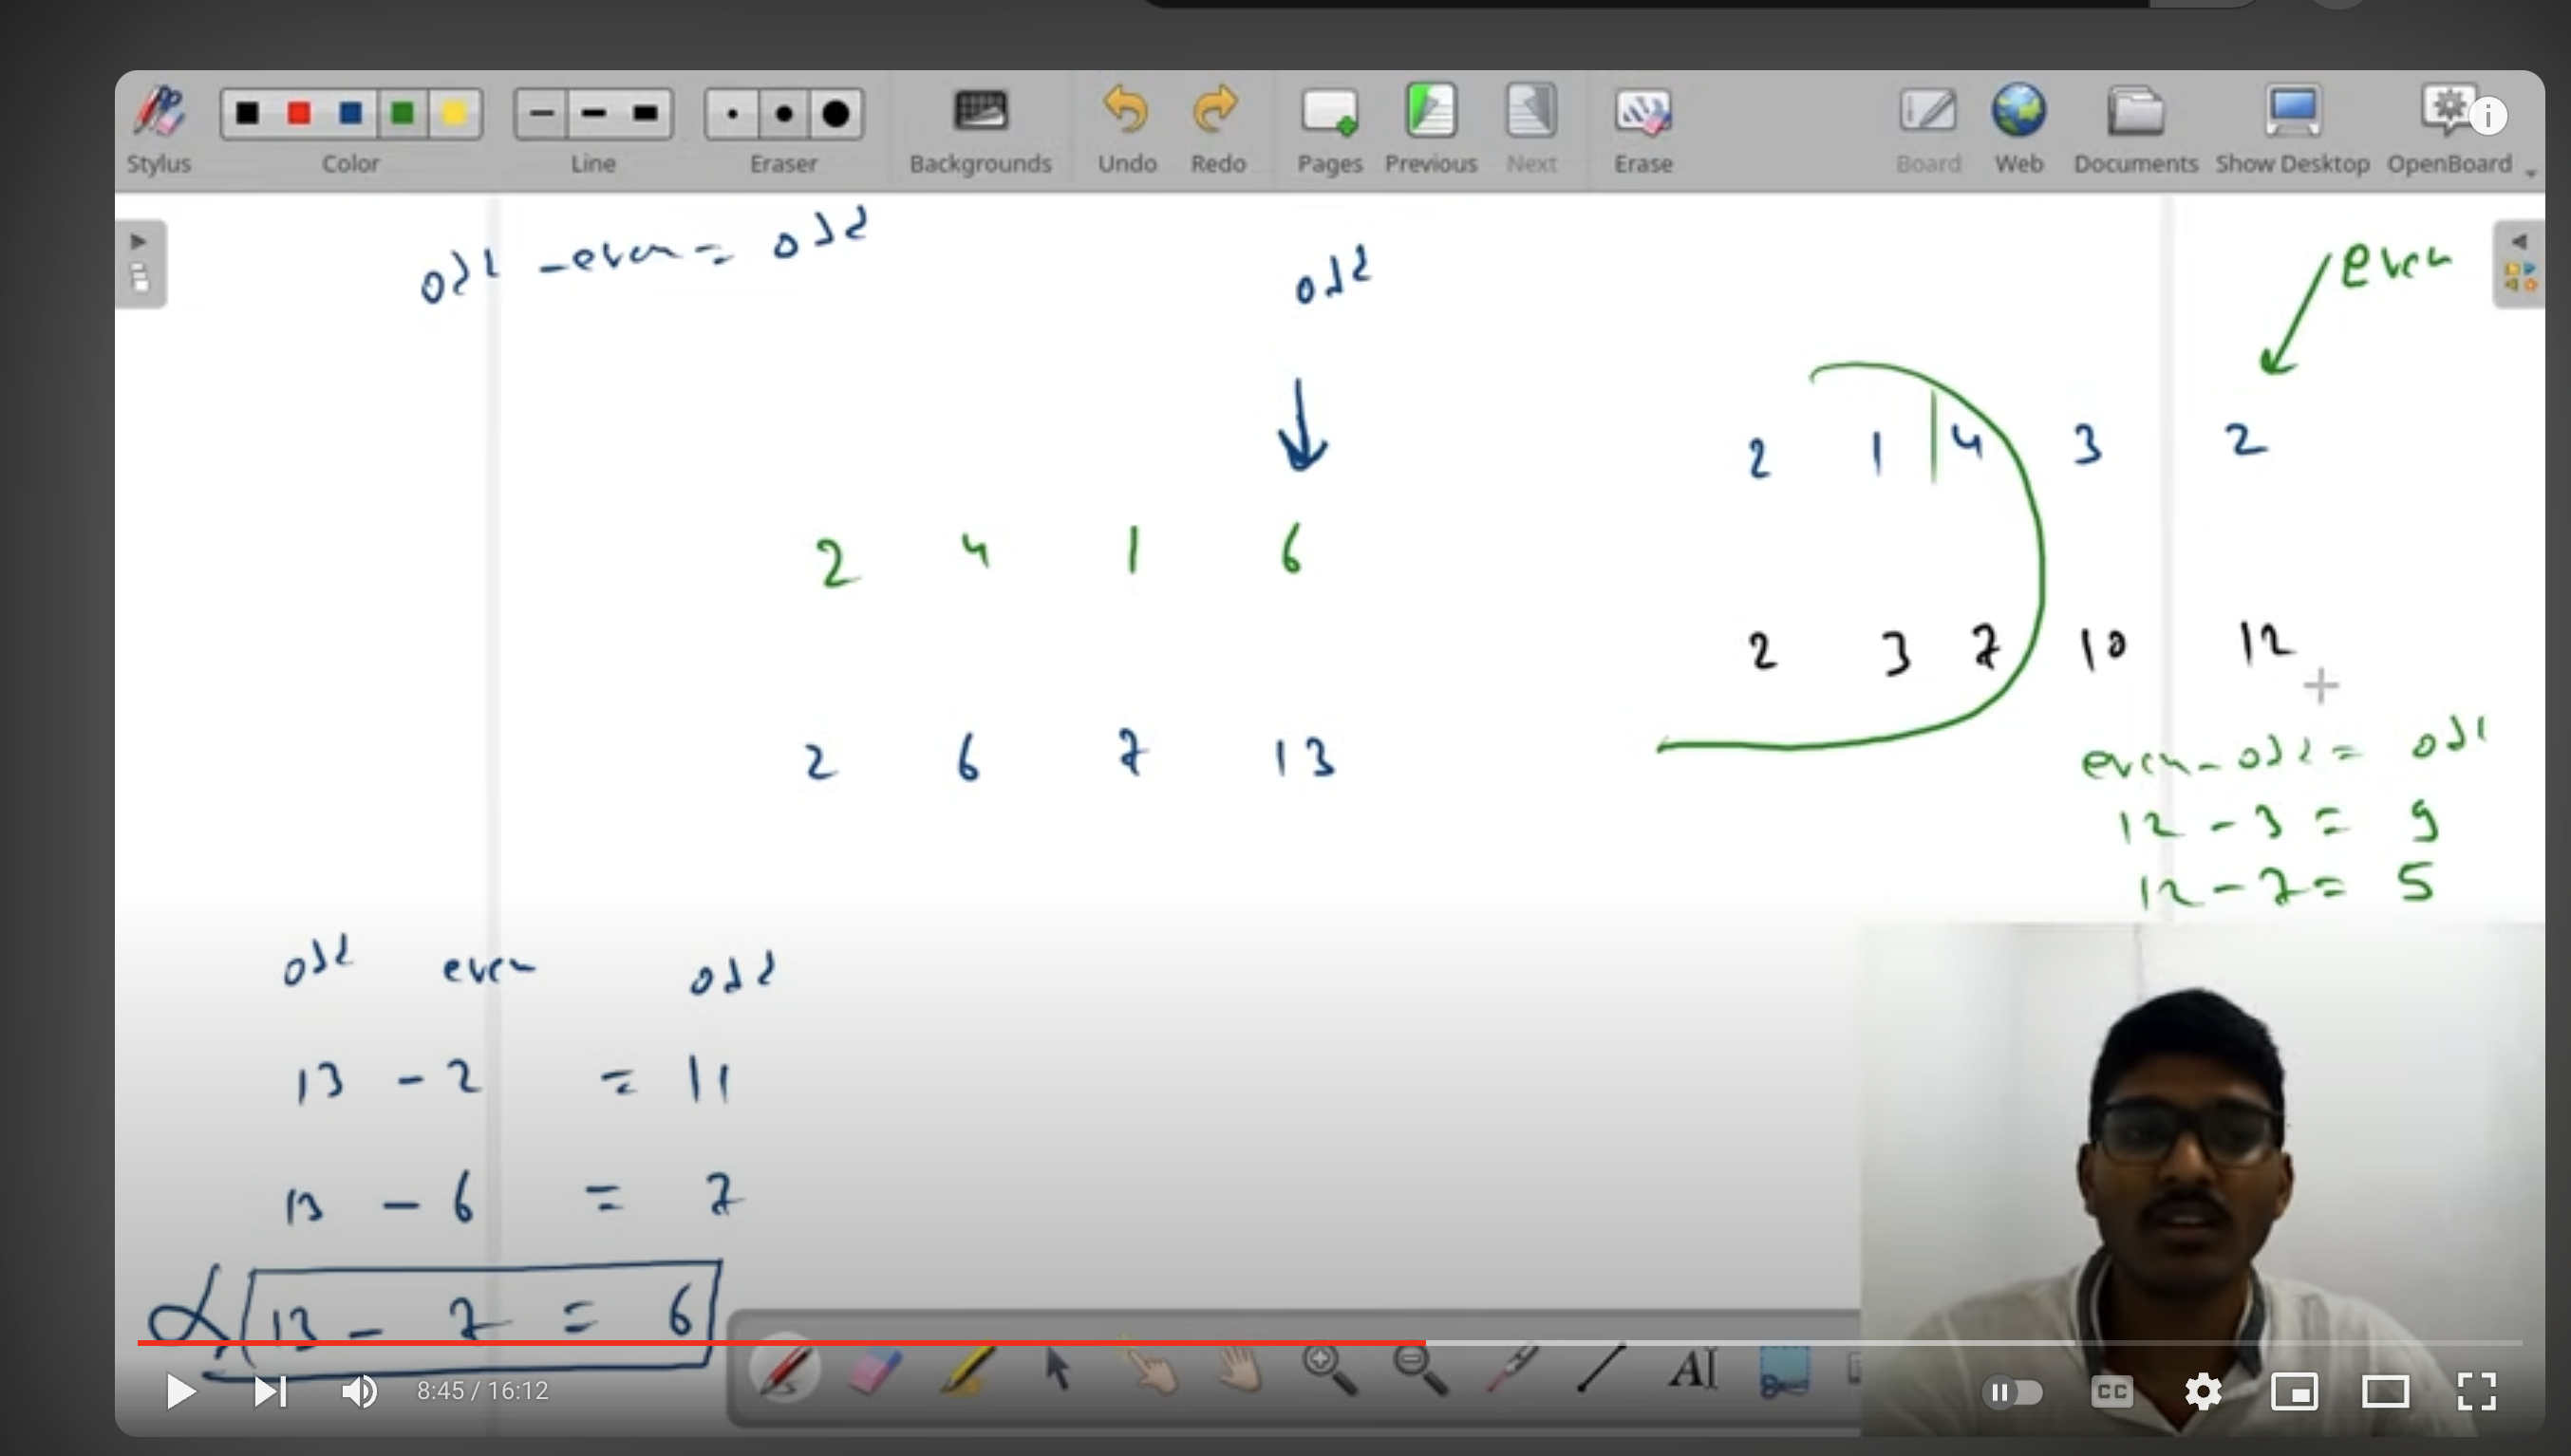 Stylus Color Line Eraser Backgrounds Undo Redo Pages Previous Next Erase Board Web Documents Show Desktop OpenBoard
odd - even = odd
odd
even
2 1 4 3 2
2 4 1 6
2 3 7 10 12
2 6 7 13
even - odd = odd
12 - 3 = 9
12 - 7 = 5
odd even odd
13 - 2 = 11
13 - 6 = 7
13 - 7 = 6
AI
8:45 / 16:12
CC